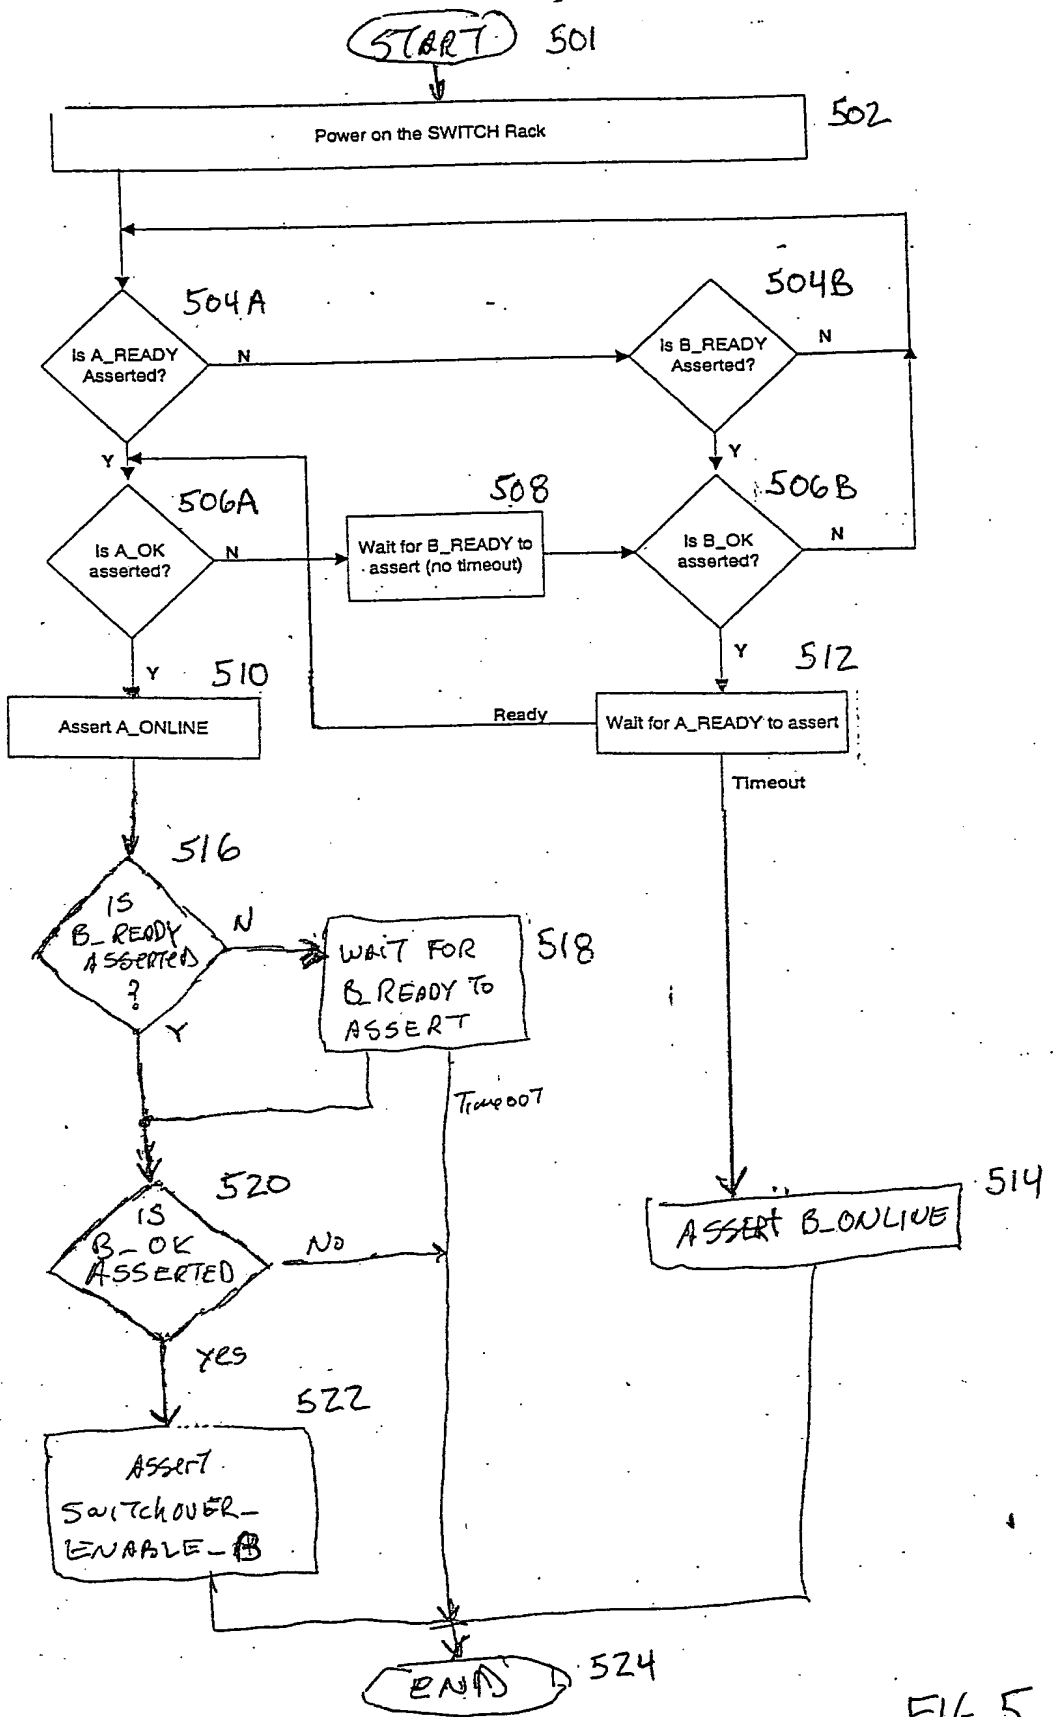 START 501
502
Power on the SWITCH Rack
504A
504B
Is A_READY
Asserted?
N
Is B_READY
Asserted?
N
Y
Y
506A
508
506B
Is A_OK
asserted?
N
Wait for B_READY to
assert (no timeout)
Is B_OK
asserted?
N
Y
510
Y
512
Assert A_ONLINE
Ready
Wait for A_READY to assert
Timeout
516
IS
B_READY
ASSERTED
?
N
Y
WAIT FOR
B_READY TO
ASSERT
518
TimeouT
520
IS
B_OK
ASSERTED
No
yes
514
ASSERT B_ONLINE
522
Assert
SwITChOVER_
ENABLE_B
END
524
FIG 5